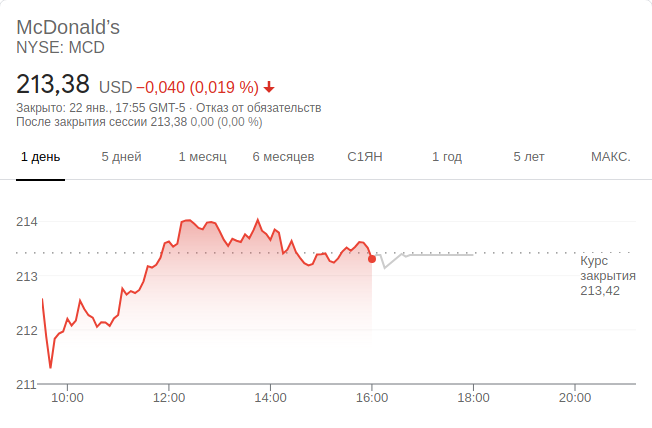 McDonald’s
NYSE: MCD
213,38 USD −0,040 (0,019 %)
Закрыто: 22 янв., 17:55 GMT-5 · Отказ от обязательств
После закрытия сессии 213,38 0,00 (0,00 %)
1 день 5 дней 1 месяц 6 месяцев С1ЯН 1 год 5 лет МАКС.
214
213
212
211
Курс
закрытия
213,42
10:00 12:00 14:00 16:00 18:00 20:00